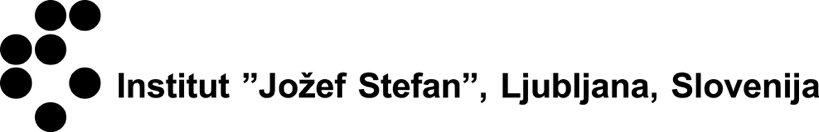 Institut ”Jožef Stefan”, Ljubljana, Slovenija